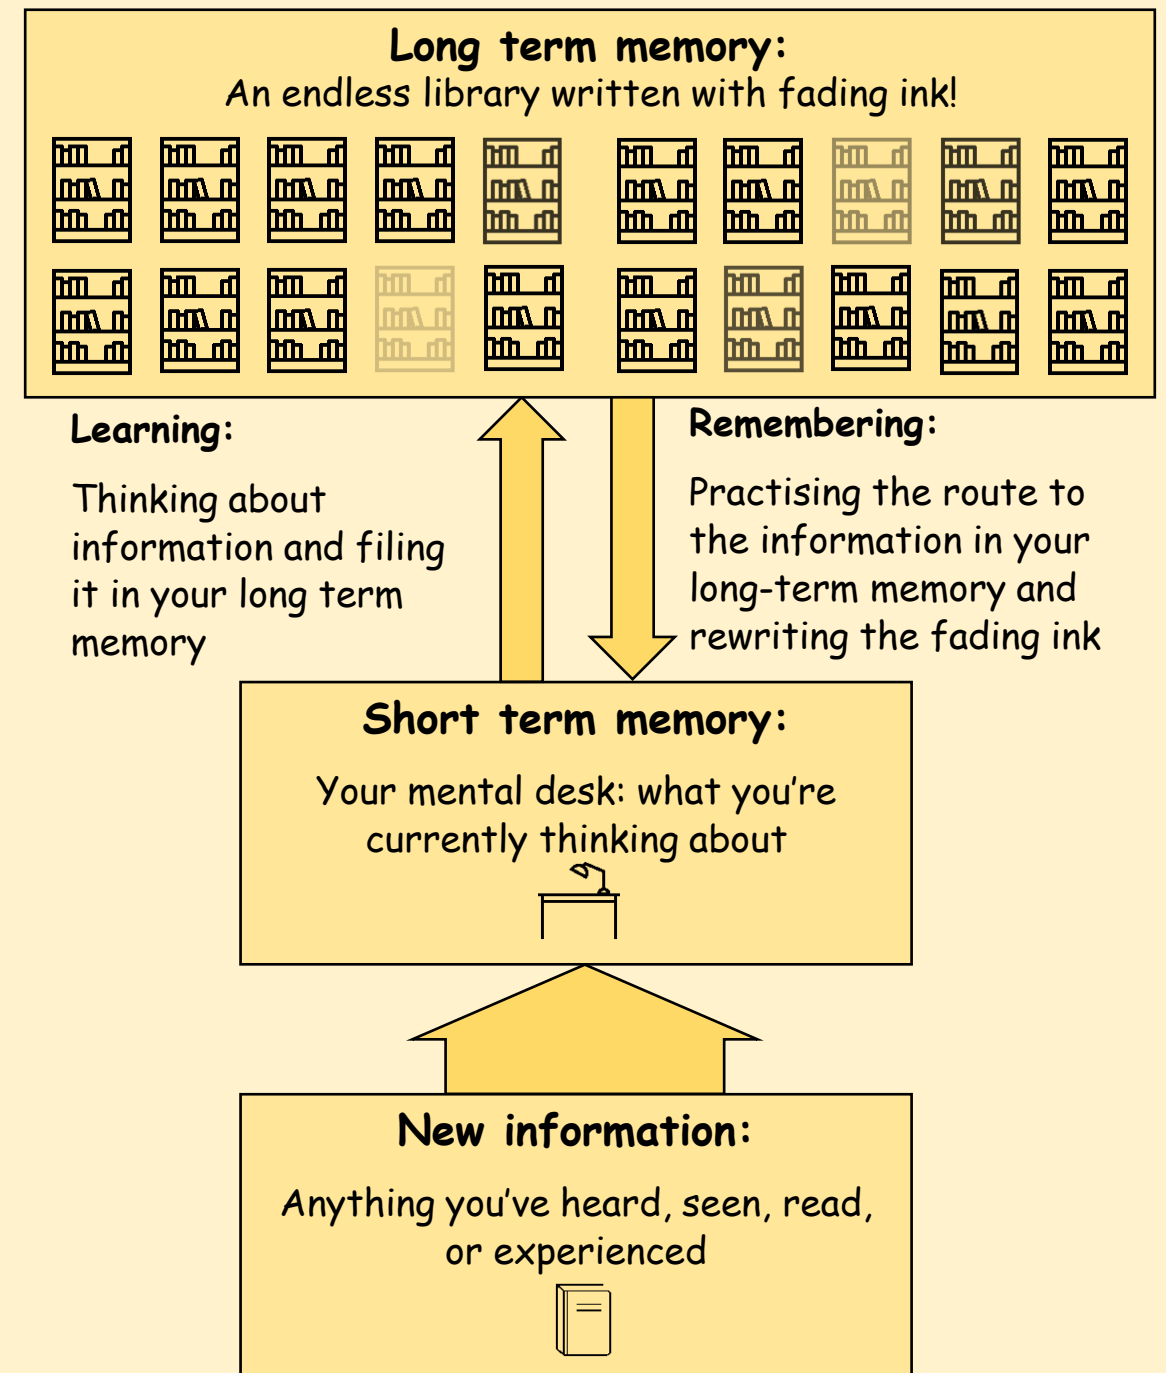 Long term memory:
An endless library written with fading ink!
Learning:
Thinking about
information and filing
it in your long term
memory
Remembering:
Practising the route to
the information in your
long-term memory and
rewriting the fading ink
Short term memory:
Your mental desk: what you’re
currently thinking about
New information:
Anything you’ve heard, seen, read,
or experienced